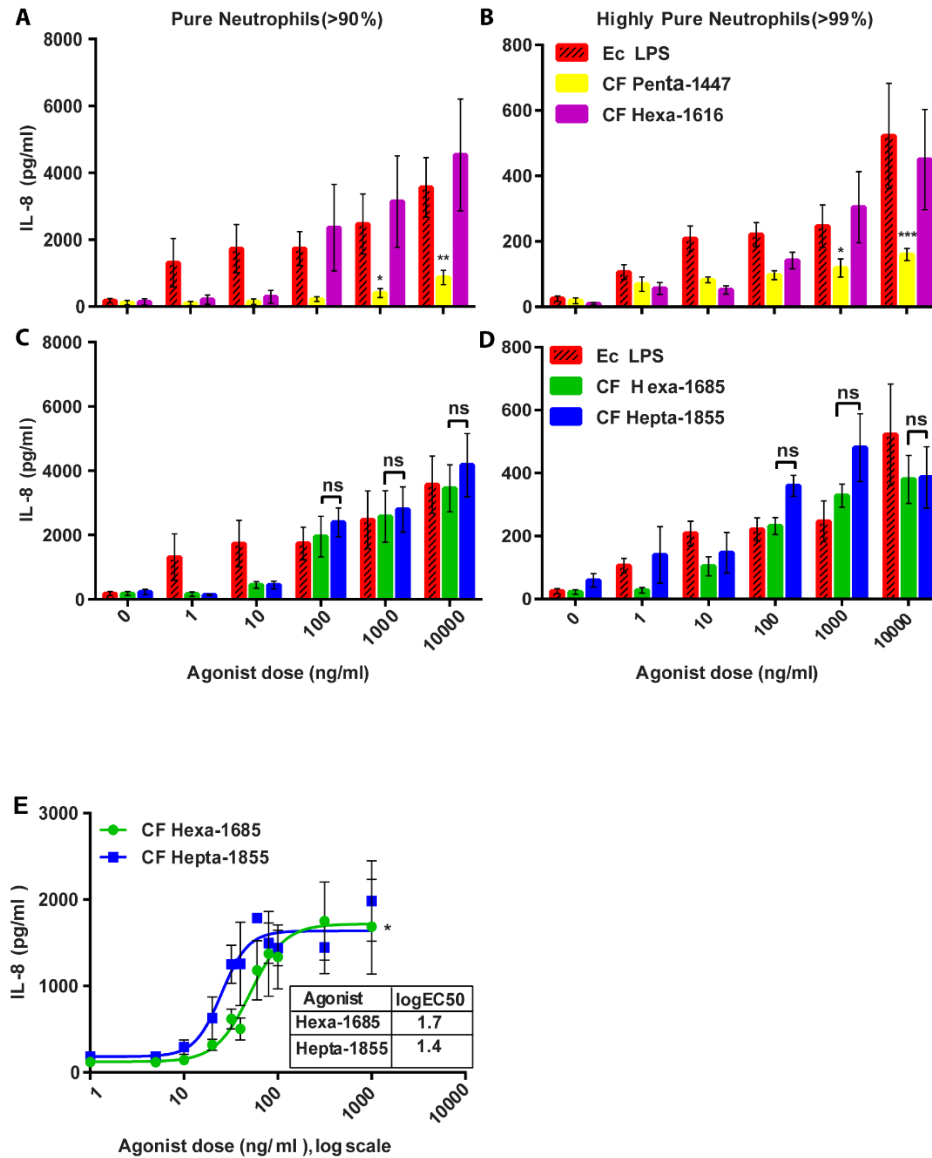 A Pure Neutrophils(>90%)
8000
6000
4000
2000
0
IL-8 (pg/ml)
* **
B Highly Pure Neutrophils(>99%)
800
600
400
200
0
IL-8 (pg/ml)
Ec LPS
CF Penta-1447
CF Hexa-1616
* ***
C
8000
6000
4000
2000
0
IL-8 (pg/ml)
ns ns ns
0 1 10 100 1000 10000
Agonist dose (ng/ml)
D
800
600
400
200
0
Ec LPS
CF Hexa-1685
CF Hepta-1855
ns ns ns
0 1 10 100 1000 10000
Agonist dose (ng/ml)
E
3000
2000
1000
0
IL-8 (pg/ml )
CF Hexa-1685
CF Hepta-1855
*
Agonist logEC50
Hexa-1685 1.7
Hepta-1855 1.4
1 10 100 1000 10000
Agonist dose (ng/ ml ), log scale